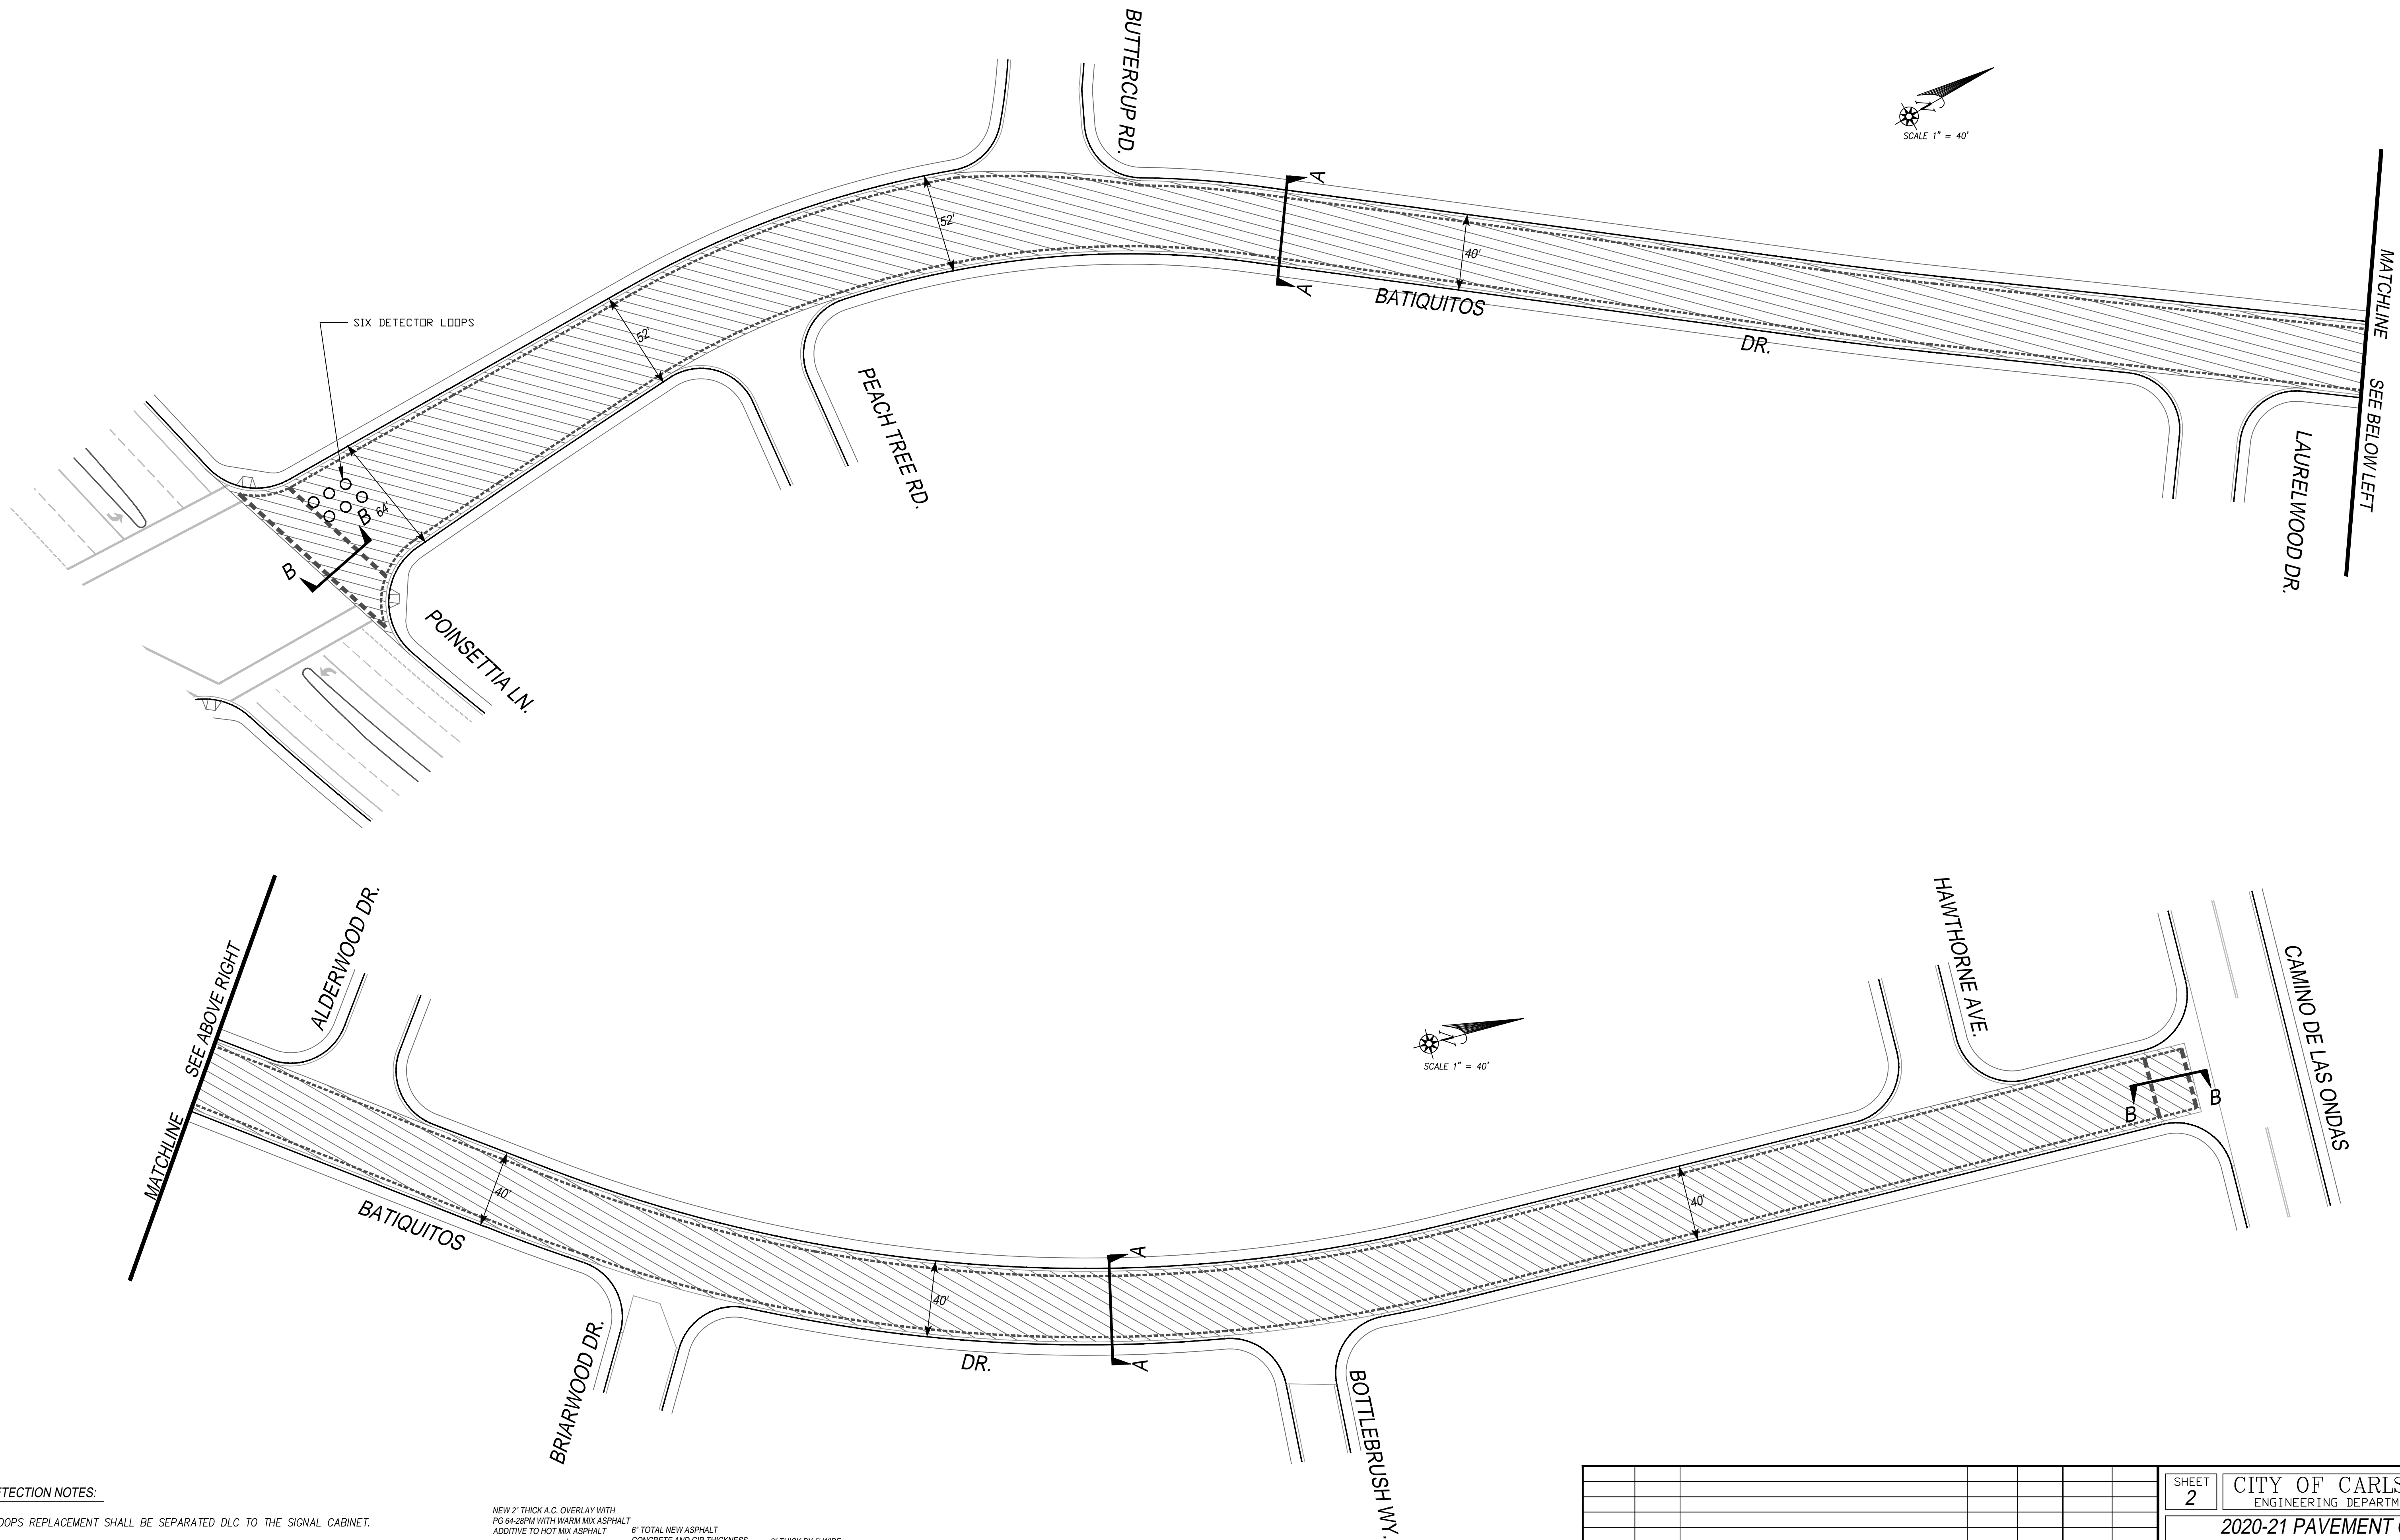 BUTTERCUP RD.
SCALE 1" = 40'
A
52'
40'
A
BATIQUITOS
DR.
MATCHLINE
SEE BELOW LEFT
SIX DETECTOR LOOPS
52'
PEACH TREE RD.
LAURELWOOD DR.
64'
B
B
POINSETTIA LN.
SEE ABOVE RIGHT
MATCHLINE
ALDERWOOD DR.
HAWTHORNE AVE.
CAMINO DE LAS ONDAS
SCALE 1" = 40'
B
B
40'
BATIQUITOS
40'
A
40'
A
DR.
BRIARWOOD DR.
BOTTLEBRUSH WY.
TECTION NOTES:
OOPS REPLACEMENT SHALL BE SEPARATED DLC TO THE SIGNAL CABINET.
NEW 2" THICK A.C. OVERLAY WITH
PG 64-28PM WITH WARM MIX ASPHALT
ADDITIVE TO HOT MIX ASPHALT
6" TOTAL NEW ASPHALT
SHEET
2
CITY OF CARLS
ENGINEERING DEPARTM
2020-21 PAVEMENT